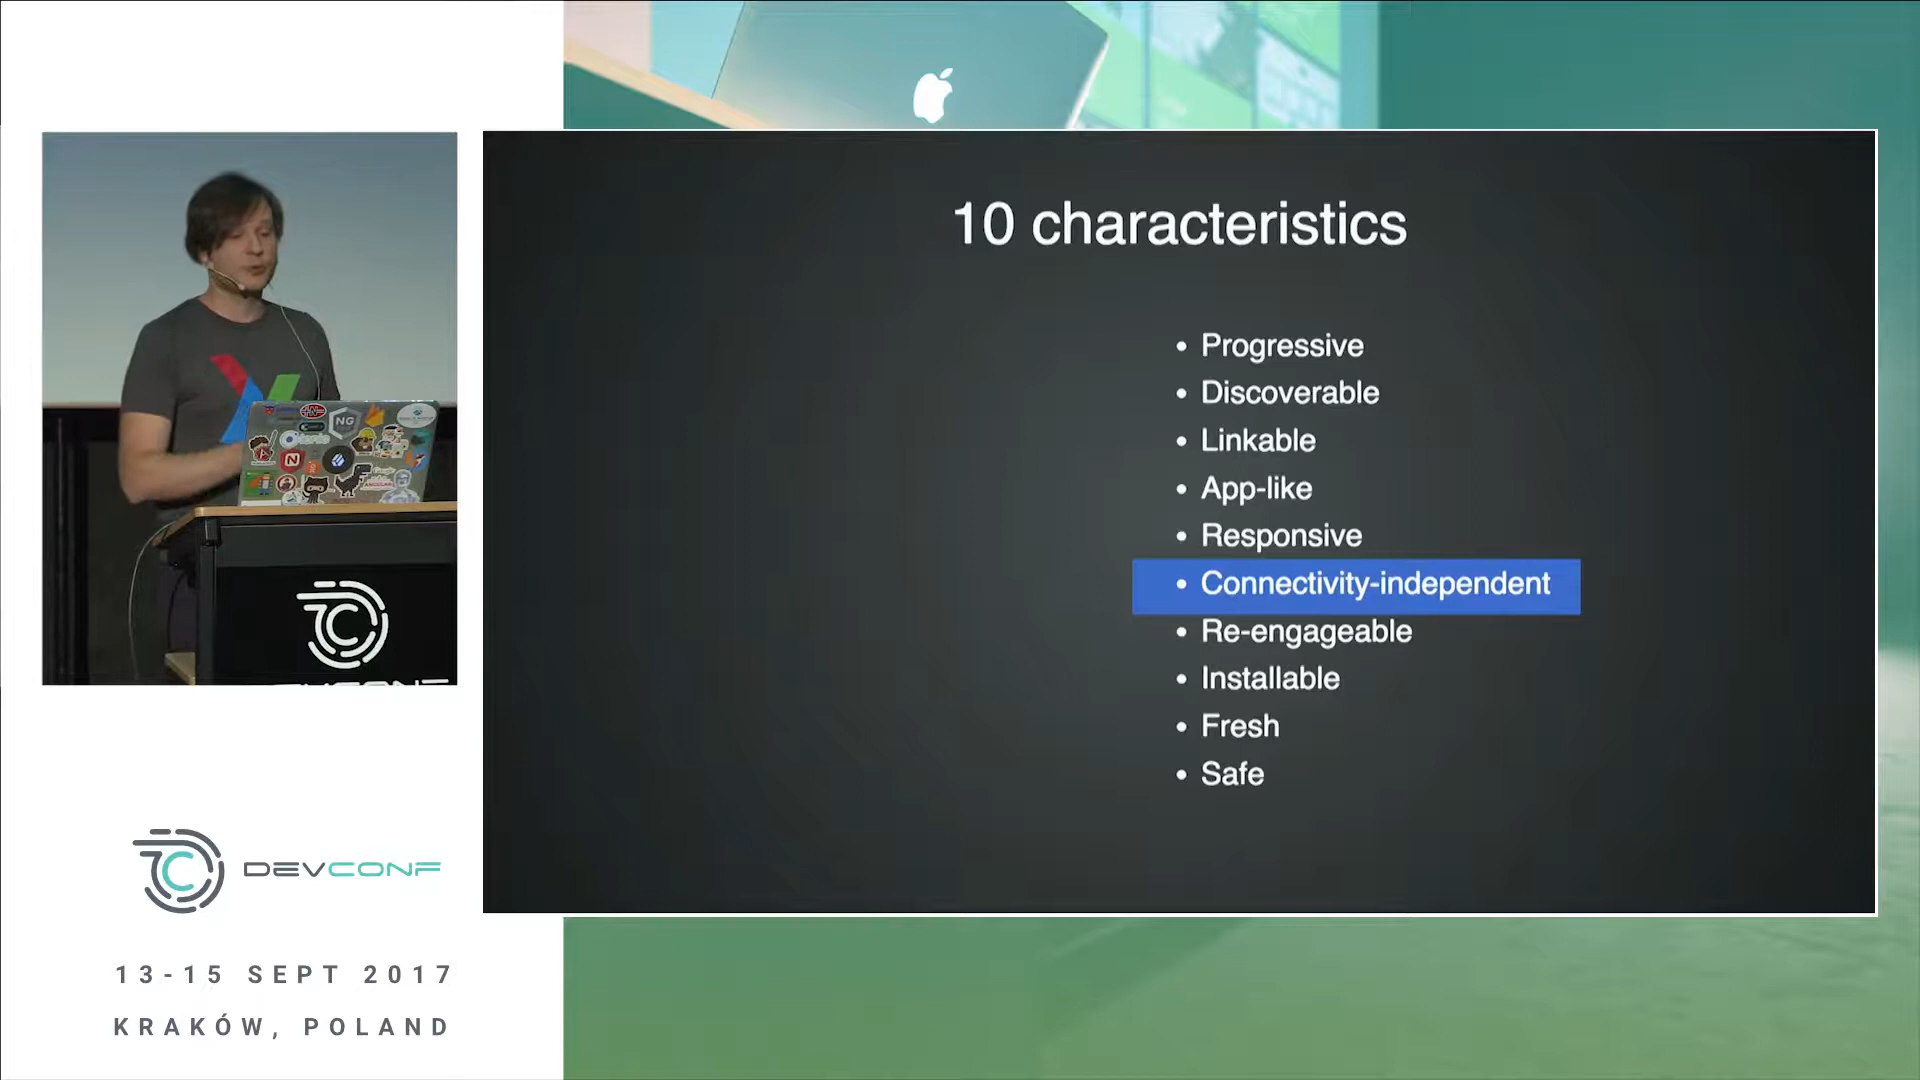 10 characteristics
• Progressive
• Discoverable
• Linkable
• App-like
• Responsive
• Connectivity-independent
• Re-engageable
• Installable
• Fresh
• Safe
NG
DEVCONF
13-15 SEPT 2017
KRAKÓW, POLAND